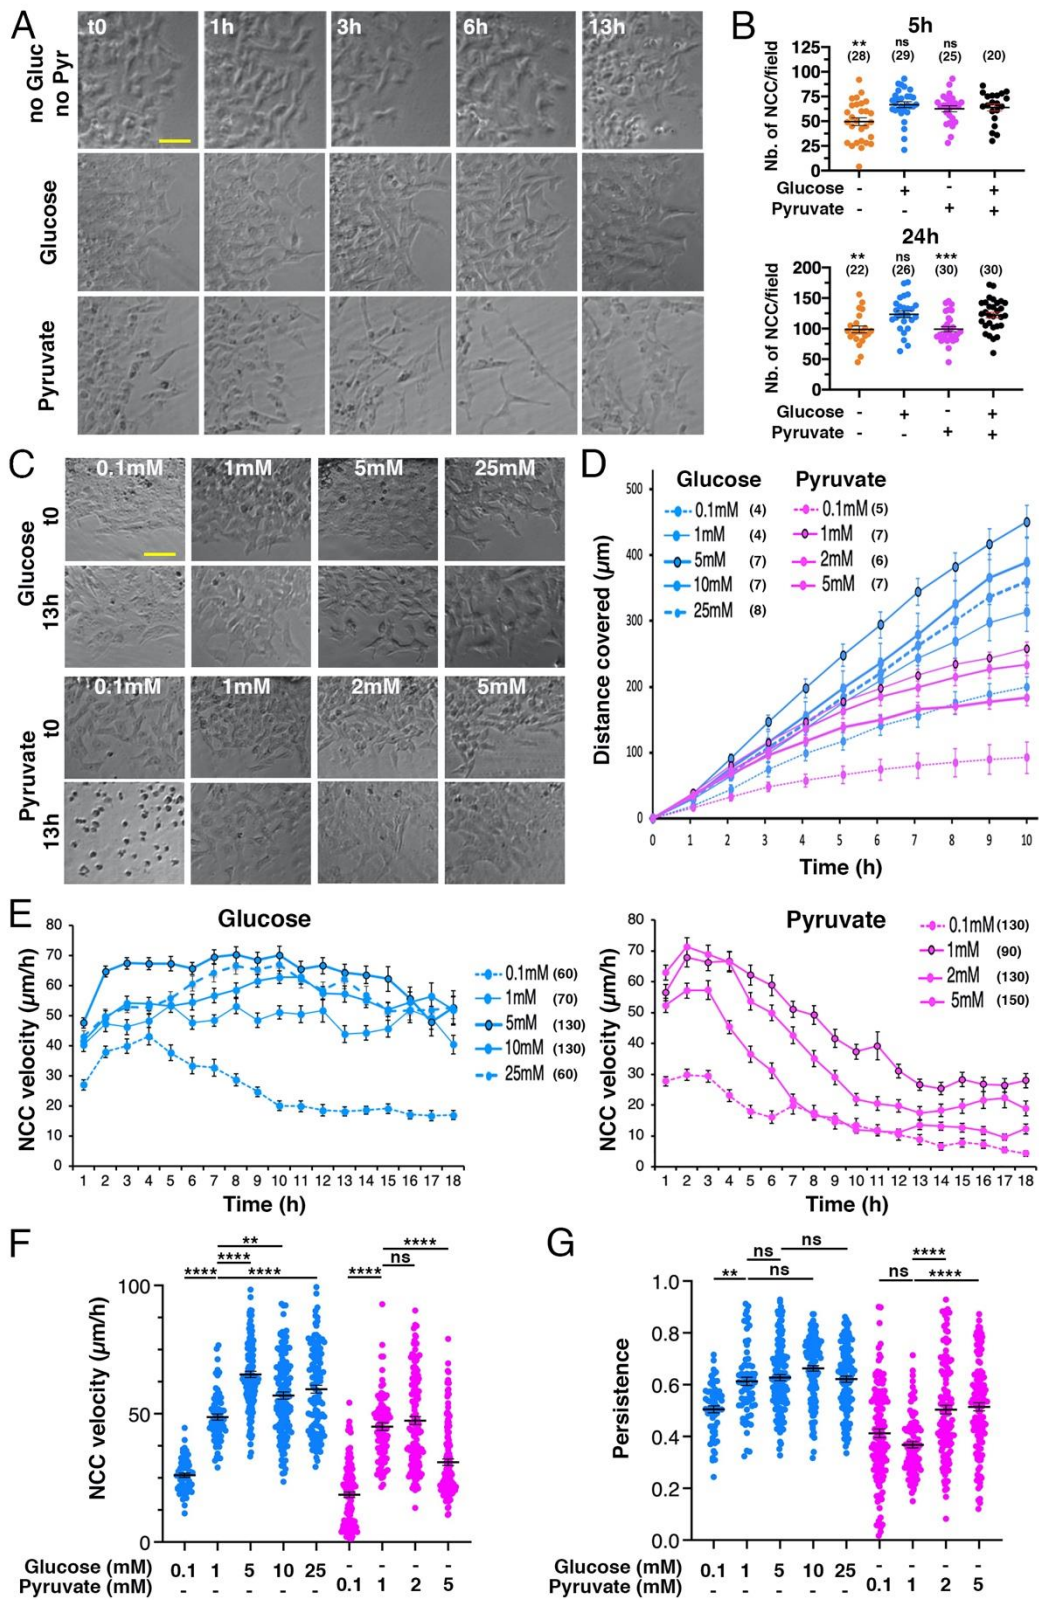 A
t0 1h 3h 6h 13h
no Gluc
no Pyr
Glucose
Pyruvate
B
5h
** ns ns
(28) (29) (25) (20)
Nb. of NCC/field
125
100
75
50
25
0
Glucose - + - +
Pyruvate - - + +
24h
** ns ***
(22) (26) (30) (30)
Nb. of NCC/field
200
150
100
50
0
Glucose - + - +
Pyruvate - - + +
C
0.1mM 1mM 5mM 25mM
Glucose
t0
13h
0.1mM 1mM 2mM 5mM
Pyruvate
t0
13h
D
Glucose Pyruvate
0.1mM (4) 0.1mM (5)
1mM (4) 1mM (7)
5mM (7) 2mM (6)
10mM (7) 5mM (7)
25mM (8)
Distance covered (µm)
500
400
300
200
100
0
0 1 2 3 4 5 6 7 8 9 10
Time (h)
E
Glucose
NCC velocity (µm/h)
80
70
60
50
40
30
20
10
0
1 2 3 4 5 6 7 8 9 10 11 12 13 14 15 16 17 18
Time (h)
0.1mM (60)
1mM (70)
5mM (130)
10mM (130)
25mM (60)
Pyruvate
NCC velocity (µm/h)
80
70
60
50
40
30
20
10
0
1 2 3 4 5 6 7 8 9 10 11 12 13 14 15 16 17 18
Time (h)
0.1mM (130)
1mM (90)
2mM (130)
5mM (150)
F
**
****
**** ****
****
ns
****
NCC velocity (µm/h)
100
50
0
Glucose (mM) 0.1 1 5 10 25 - - - -
Pyruvate (mM) - - - - - 0.1 1 2 5
G
ns
ns
** ns
****
ns ****
Persistence
1.0
0.8
0.6
0.4
0.2
0.0
Glucose (mM) 0.1 1 5 10 25 - - - -
Pyruvate (mM) - - - - - 0.1 1 2 5